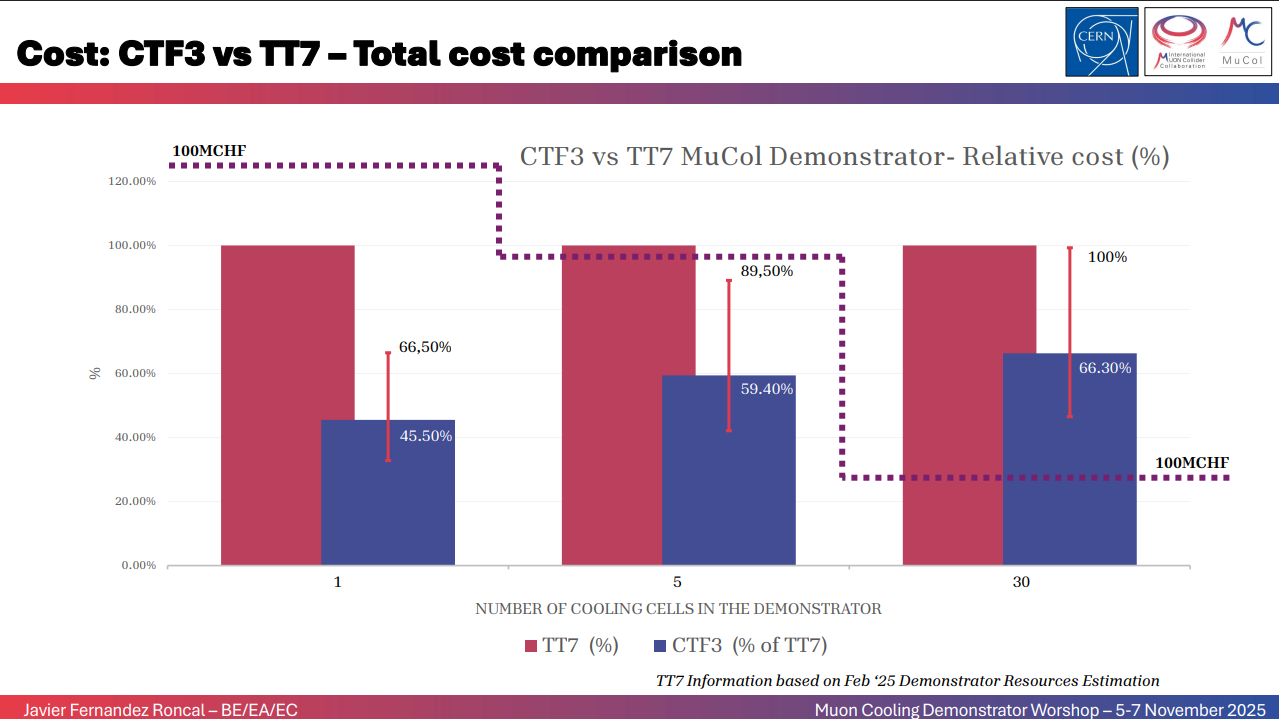 Cost: CTF3 vs TT7 – Total cost comparison
CERN
International
MUON Collider
Collaboration
MuCol
100MCHF
CTF3 vs TT7 MuCol Demonstrator- Relative cost (%)
120.00%
100.00%
80.00%
60.00%
40.00%
20.00%
0.00%
%
66,50%
45.50%
89,50%
59.40%
100%
66.30%
100MCHF
1
5
30
NUMBER OF COOLING CELLS IN THE DEMONSTRATOR
TT7 (%)
CTF3 (% of TT7)
TT7 Information based on Feb ‘25 Demonstrator Resources Estimation
Javier Fernandez Roncal – BE/EA/EC
Muon Cooling Demonstrator Worshop – 5-7 November 2025